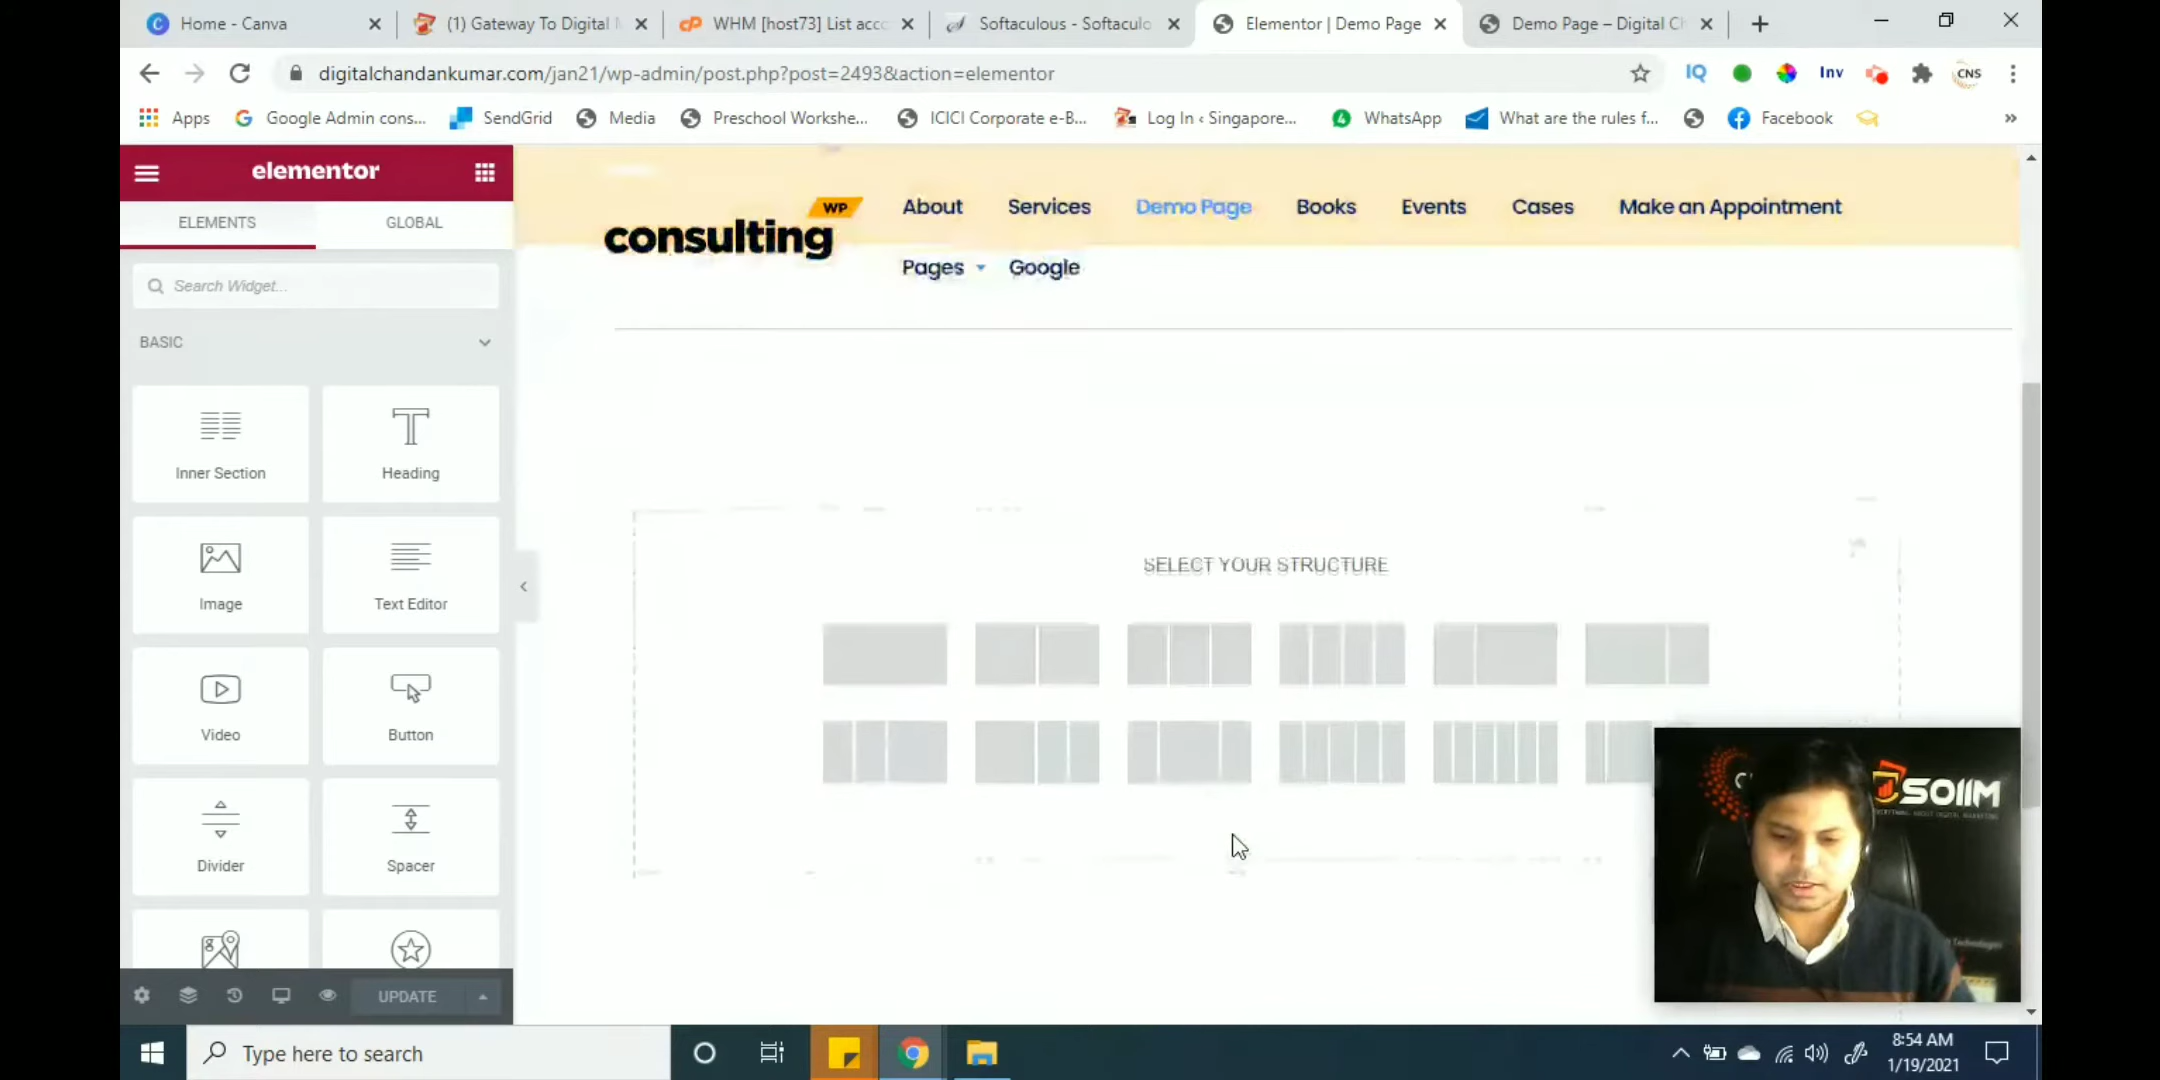 Home - Canva
(1) Gateway To Digital
WHM [host73] List acco
Softaculous - Softaculo
Elementor | Demo Page
Demo Page – Digital Ch
digitalchandankumar.com/jan21/wp-admin/post.php?post=2493&action=elementor
IQ
Inv
CNS
Apps
Google Admin cons...
SendGrid
Media
Preschool Workshe...
ICICI Corporate e-B...
Log In ‹ Singapore...
WhatsApp
What are the rules f...
Facebook
elementor
ELEMENTS
GLOBAL
Search Widget...
BASIC
Inner Section
Heading
Image
Text Editor
Video
Button
Divider
Spacer
UPDATE
WP
consulting
About
Services
Demo Page
Books
Events
Cases
Make an Appointment
Pages
Google
SELECT YOUR STRUCTURE
SOIIM
Type here to search
8:54 AM
1/19/2021